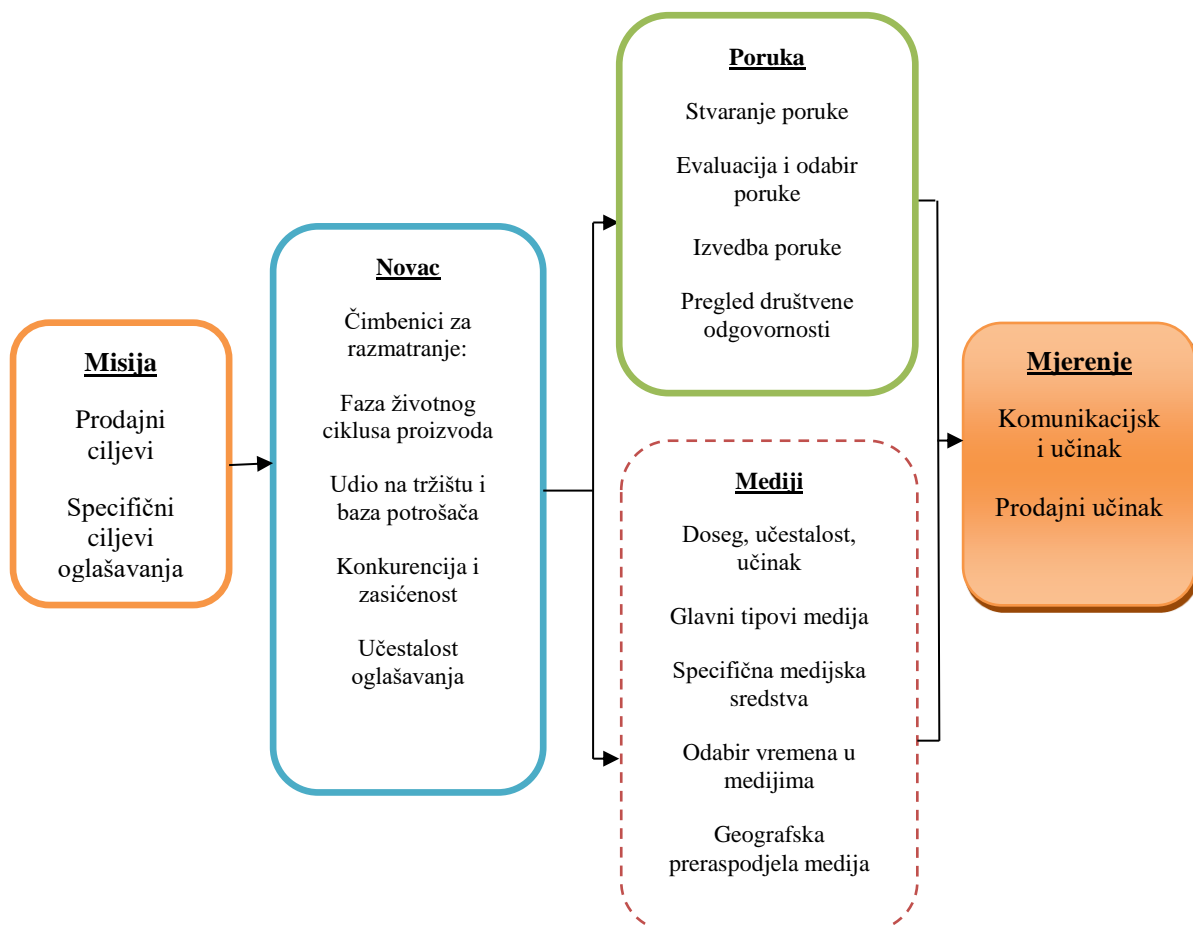 Misija
Prodajni
ciljevi
Specifični
ciljevi
oglašavanja
Novac
Čimbenici za
razmatranje:
Faza životnog
ciklusa proizvoda
Udio na tržištu i
baza potrošača
Konkurencija i
zasićenost
Učestalost
oglašavanja
Poruka
Stvaranje poruke
Evaluacija i odabir
poruke
Izvedba poruke
Pregled društvene
odgovornosti
Mediji
Doseg, učestalost,
učinak
Glavni tipovi medija
Specifična medijska
sredstva
Odabir vremena u
medijima
Geografska
preraspodjela medija
Mjerenje
Komunikacijsk
i učinak
Prodajni učinak